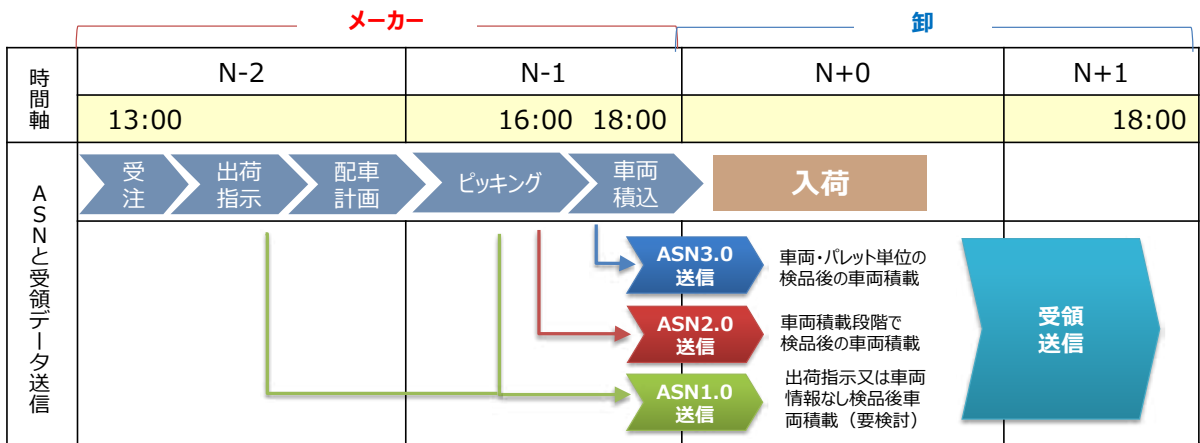 メーカー
卸
時間軸
N-2
N-1
N+0
N+1
13:00
16:00 18:00
18:00
ASNと受領データ送信
受
注
出荷
指示
配車
計画
ピッキング
車両
積込
入荷
ASN3.0
送信
車両・パレット単位の
検品後の車両積載
ASN2.0
送信
車両積載段階で
検品後の車両積載
ASN1.0
送信
出荷指示又は車両
情報なし検品後車
両積載（要検討）
受領
送信